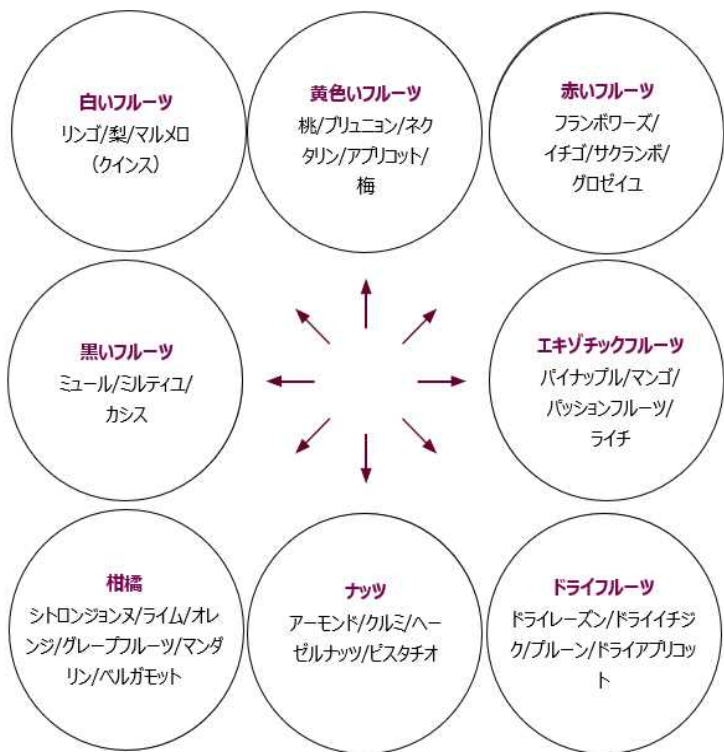 白いフルーツ
リンゴ/梨/マルメロ
（クインス）
黄色いフルーツ
桃/ブリュニョン/ネク
タリン/アプリコット/
梅
赤いフルーツ
フランボワーズ/
イチゴ/サクランボ/
グロゼイユ
黒いフルーツ
ミュール/ミルティユ/
カシス
エキゾチックフルーツ
パイナップル/マンゴ/
パッションフルーツ/
ライチ
柑橘
シトロンジョンヌ/ライム/オレ
ンジ/グレープフルーツ/マンダ
リン/ベルガモット
ナッツ
アーモンド/クルミ/ヘー
ゼルナッツ/ピスタチオ
ドライフルーツ
ドライレーズン/ドライイチジ
ク/プルーン/ドライアプリコッ
ト